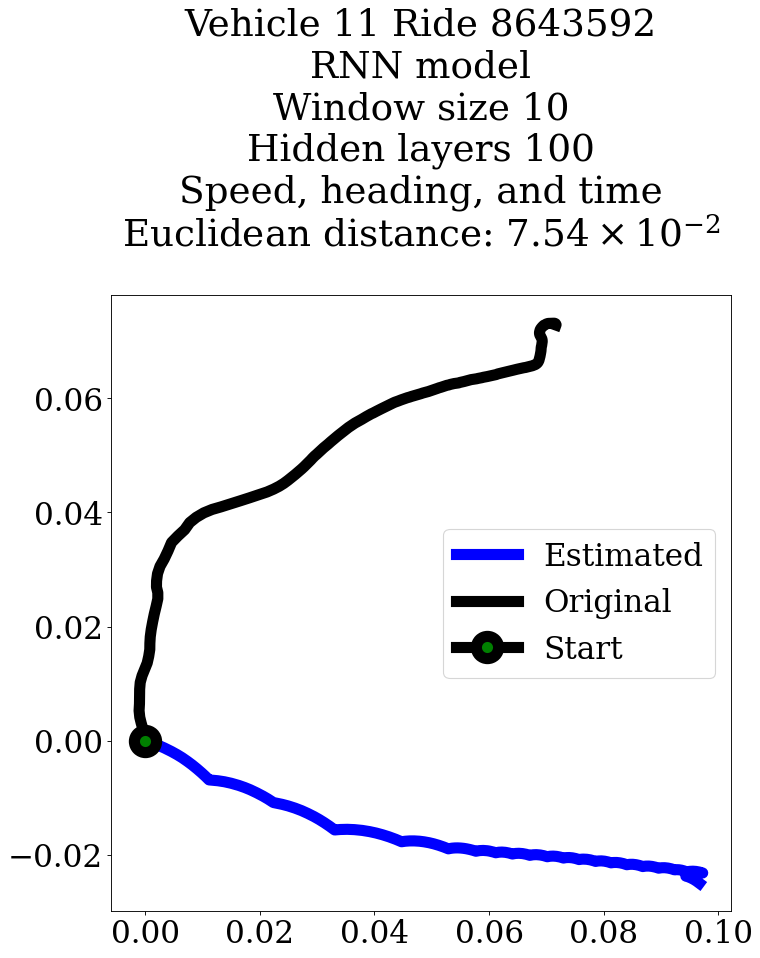 Vehicle 11 Ride 8643592
RNN model
Window size 10
Hidden layers 100
Speed, heading, and time
Euclidean distance: 7.54 × 10⁻²
0.06
0.04
0.02
0.00
−0.02
Estimated
Original
Start
0.00 0.02 0.04 0.06 0.08 0.10